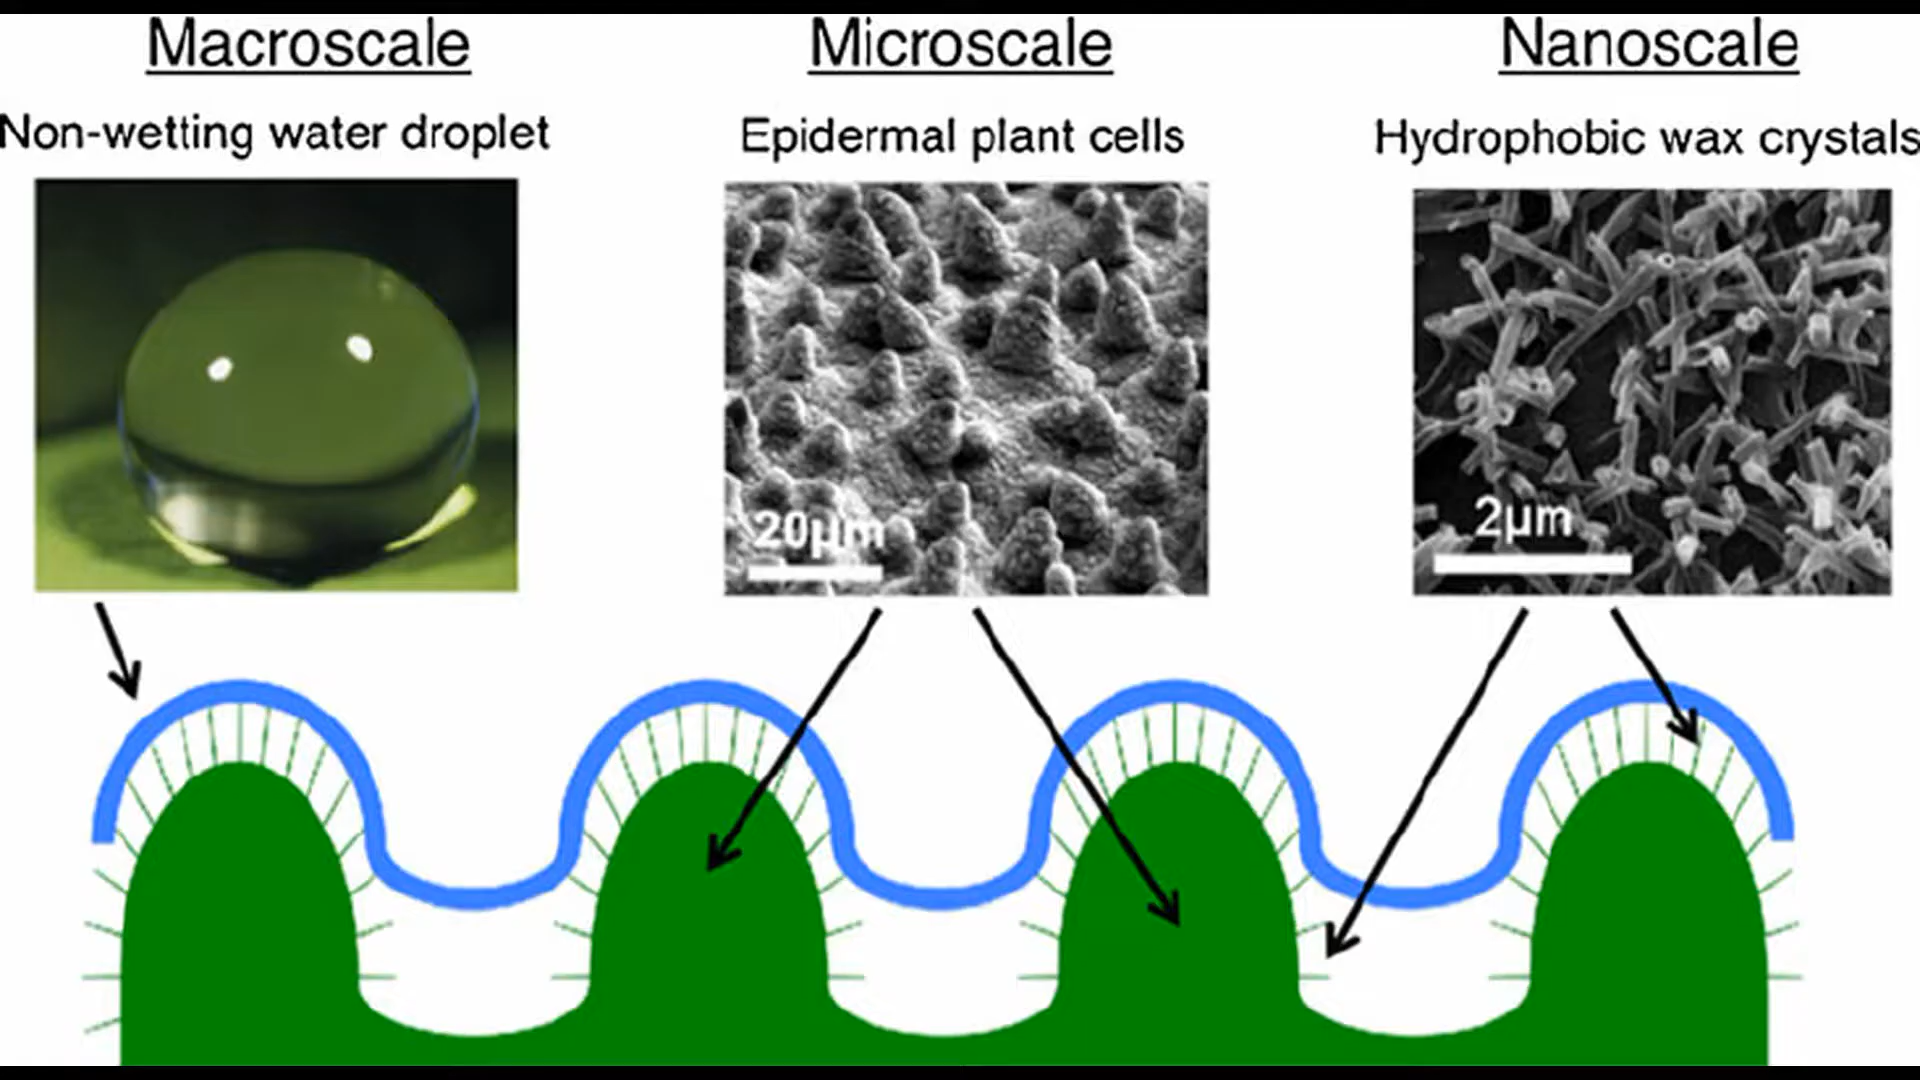 Macroscale
Non-wetting water droplet
Microscale
Epidermal plant cells
20µm
Nanoscale
Hydrophobic wax crystals
2µm